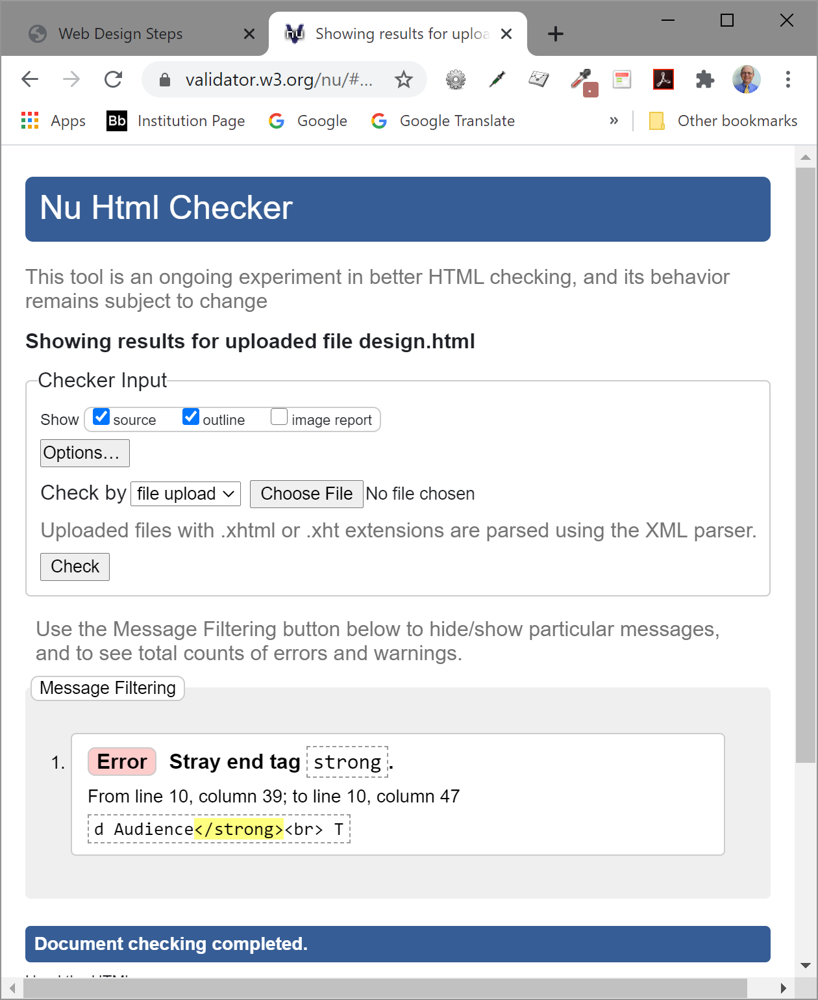 Web Design Steps
nu Showing results for uploa
validator.w3.org/nu/#...
Apps Bb Institution Page Google Google Translate » Other bookmarks
Nu Html Checker
This tool is an ongoing experiment in better HTML checking, and its behavior
remains subject to change
Showing results for uploaded file design.html
Checker Input
Show source outline image report
Options...
Check by file upload Choose File No file chosen
Uploaded files with .xhtml or .xht extensions are parsed using the XML parser.
Check
Use the Message Filtering button below to hide/show particular messages,
and to see total counts of errors and warnings.
Message Filtering
1. Error Stray end tag strong.
From line 10, column 39; to line 10, column 47
d Audience</strong><br> T
Document checking completed.